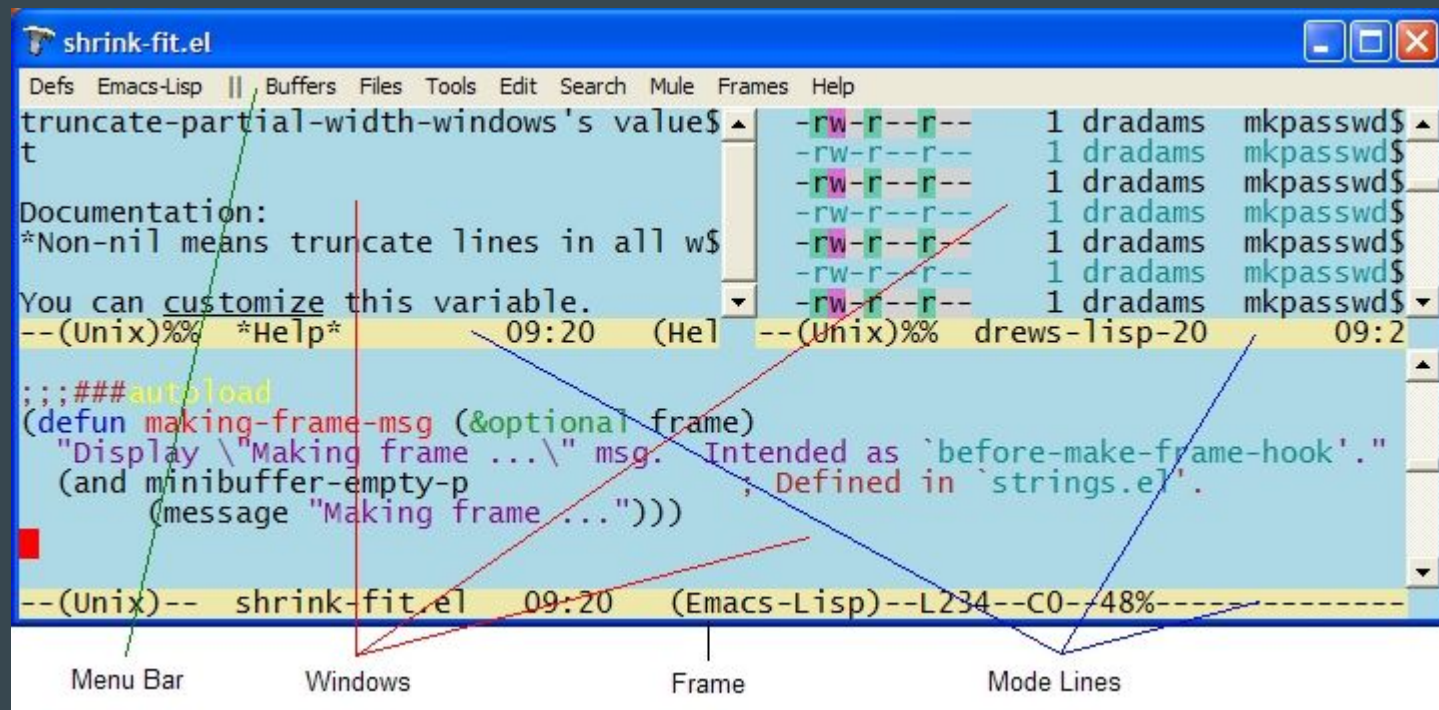 shrink-fit.el
Defs Emacs-Lisp || Buffers Files Tools Edit Search Mule Frames Help
truncate-partial-width-windows's value$
t
Documentation:
*Non-nil means truncate lines in all w$
You can customize this variable.
--(Unix)%% *Help* 09:20 (Hel
-rw-r--r-- 1 dradams mkpasswd$
-rw-r--r-- 1 dradams mkpasswd$
-rw-r--r-- 1 dradams mkpasswd$
-rw-r--r-- 1 dradams mkpasswd$
-rw-r--r-- 1 dradams mkpasswd$
-rw-r--r-- 1 dradams mkpasswd$
-rw-r--r-- 1 dradams mkpasswd$
--(Unix)%% drews-lisp-20 09:2
;;;###autoload
(defun making-frame-msg (&optional frame)
"Display \"Making frame ...\" msg. Intended as `before-make-frame-hook'."
(and minibuffer-empty-p ; Defined in `strings.el'.
(message "Making frame ...")))
--(Unix)-- shrink-fit.el 09:20 (Emacs-Lisp)--L234--C0--48%--------------
Menu Bar
Windows
Frame
Mode Lines